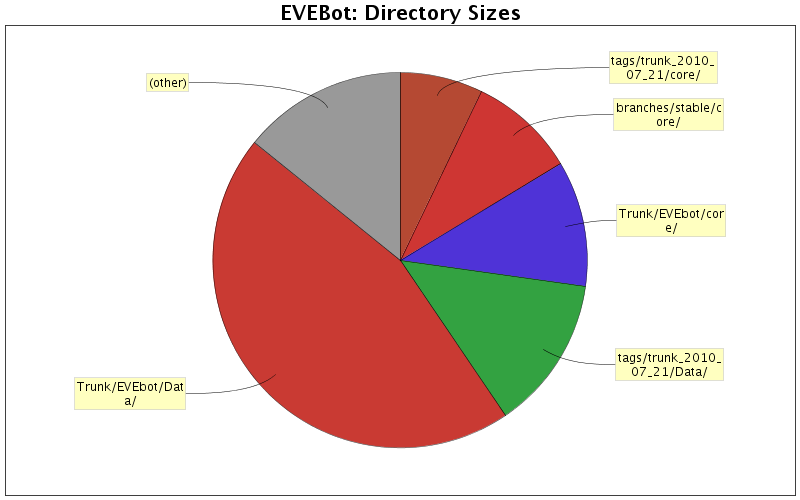 EVEBot: Directory Sizes
tags/trunk_2010_
07_21/core/
(other)
branches/stable/c
ore/
Trunk/EVEbot/cor
e/
tags/trunk_2010_
07_21/Data/
Trunk/EVEbot/Dat
a/